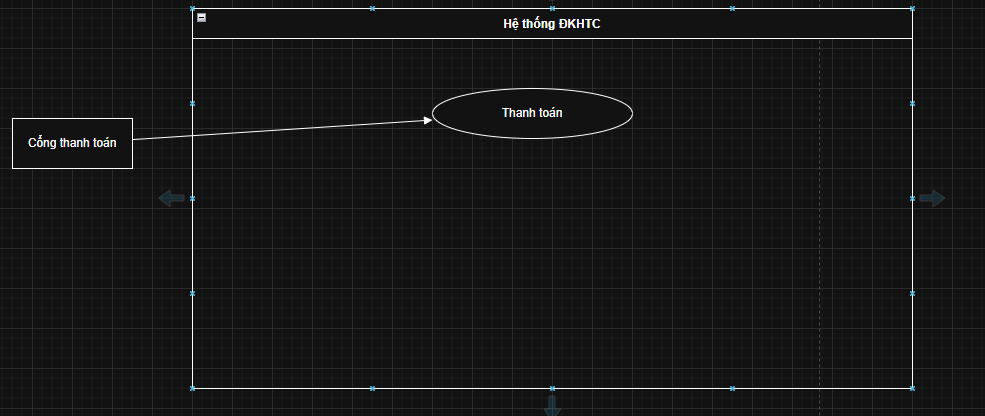 Hệ thống ĐKHTC
Thanh toán
Cổng thanh toán